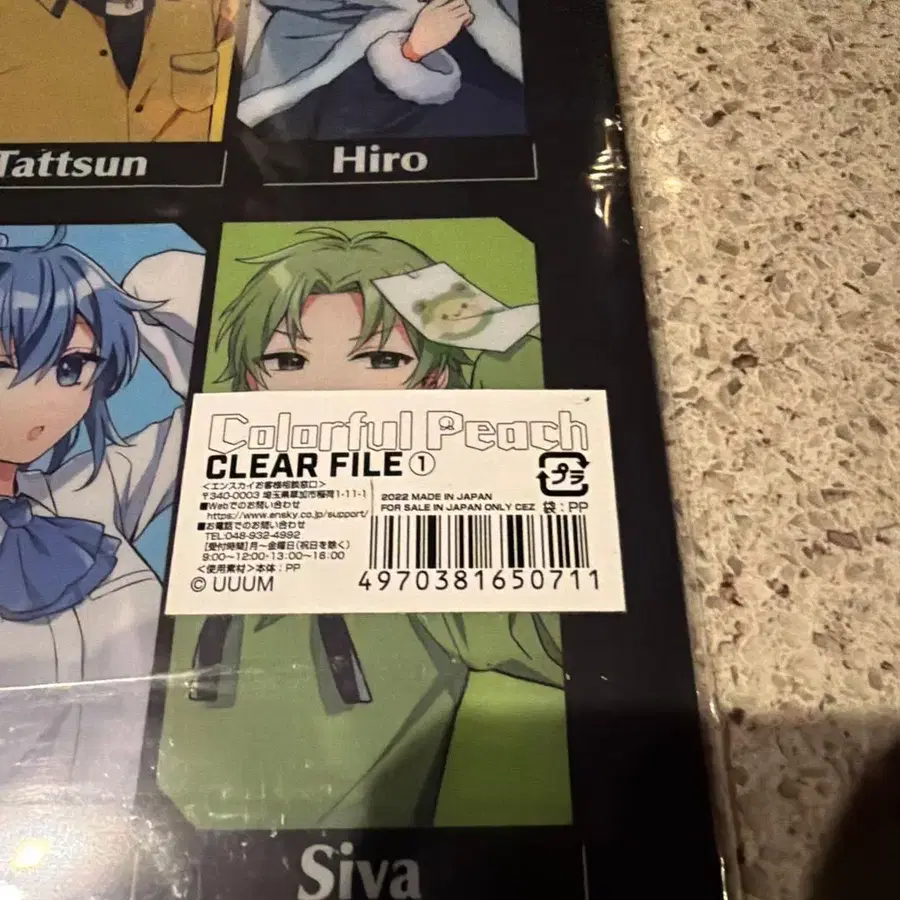 Tattsun
Hiro
Colorful Peach
CLEAR FILE①
<エンスカイお客様相談窓口>
〒340-0003 埼玉県草加市稲荷1-11-1
■Webでのお問い合わせ
https://www.ensky.co.jp/support/
■お電話でのお問い合わせ
TEL:048-932-4992
[受付時間]月～金曜日(祝日を除く)
9:00~12:00・13:00~16:00
<使用素材>本体:PP
© UUUM
プラ
2022 MADE IN JAPAN
FOR SALE IN JAPAN ONLY CEZ 袋:PP
4970381650711
Siva